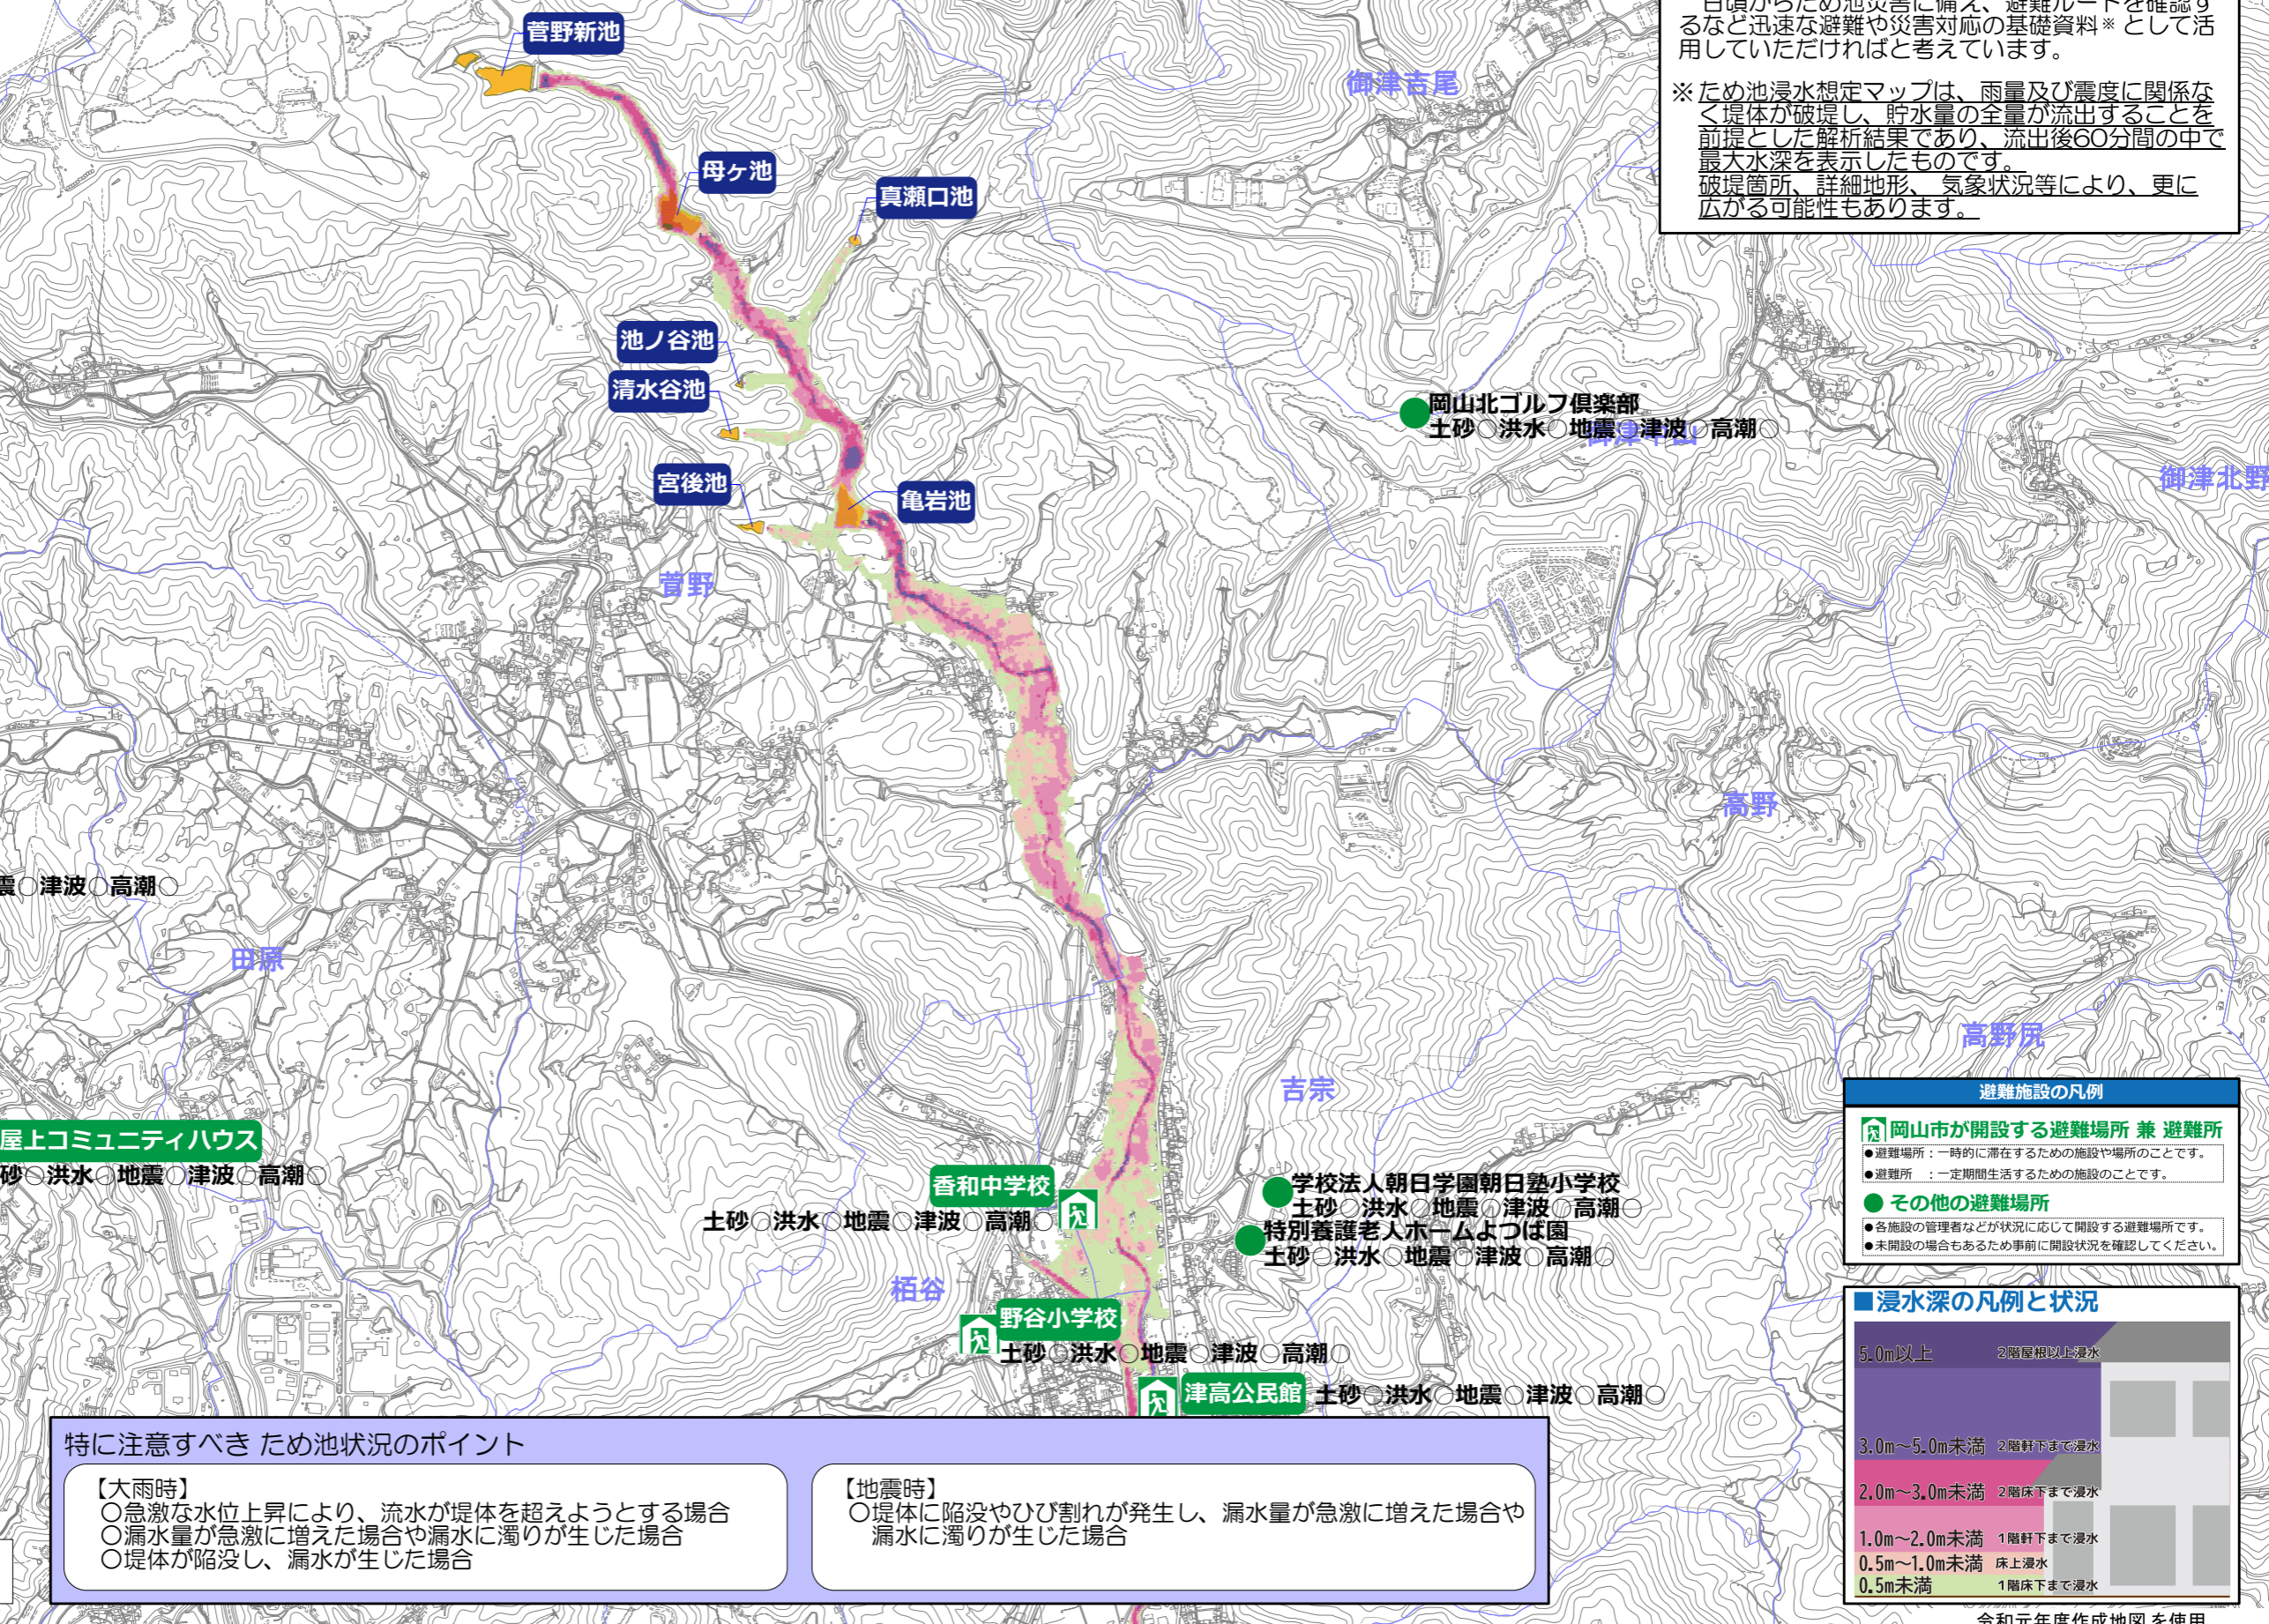 日頃からため池災害に備え、避難ルートを確認す
るなど迅速な避難や災害対応の基礎資料※として活
用していただければと考えています。
※ため池浸水想定マップは、雨量及び震度に関係な
く堤体が破堤し、貯水量の全量が流出することを
前提とした解析結果であり、流出後60分間の中で
最大水深を表示したものです。
破堤箇所、詳細地形、 気象状況等により、更に
広がる可能性もあります。
菅野新池
御津吉尾
母ヶ池
真瀬口池
池ノ谷池
清水谷池
岡山北ゴルフ倶楽部
土砂○洪水○地震○津波○高潮○
御津中山
御津北野
宮後池
亀岩池
菅野
高野
震○津波○高潮○
田原
高野尻
吉宗
屋上コミュニティハウス
砂○洪水○地震○津波○高潮○
香和中学校
土砂○洪水○地震○津波○高潮○
学校法人朝日学園朝日塾小学校
土砂○洪水○地震○津波○高潮○
特別養護老人ホームよつば園
土砂○洪水○地震○津波○高潮○
栢谷
野谷小学校
土砂○洪水○地震○津波○高潮○
津高公民館 土砂○洪水○地震○津波○高潮○
避難施設の凡例
岡山市が開設する避難場所 兼 避難所
●避難場所：一時的に滞在するための施設や場所のことです。
●避難所 ：一定期間生活するための施設のことです。
● その他の避難場所
●各施設の管理者などが状況に応じて開設する避難場所です。
●未開設の場合もあるため事前に開設状況を確認してください。
■浸水深の凡例と状況
5.0m以上 2階屋根以上浸水
3.0m～5.0m未満 2階軒下まで浸水
2.0m～3.0m未満 2階床下まで浸水
1.0m～2.0m未満 1階軒下まで浸水
0.5m～1.0m未満 床上浸水
0.5m未満 1階床下まで浸水
特に注意すべき ため池状況のポイント
【大雨時】
○急激な水位上昇により、流水が堤体を超えようとする場合
○漏水量が急激に増えた場合や漏水に濁りが生じた場合
○堤体が陥没し、漏水が生じた場合
【地震時】
○堤体に陥没やひび割れが発生し、漏水量が急激に増えた場合や
漏水に濁りが生じた場合
令和元年度作成地図を使用